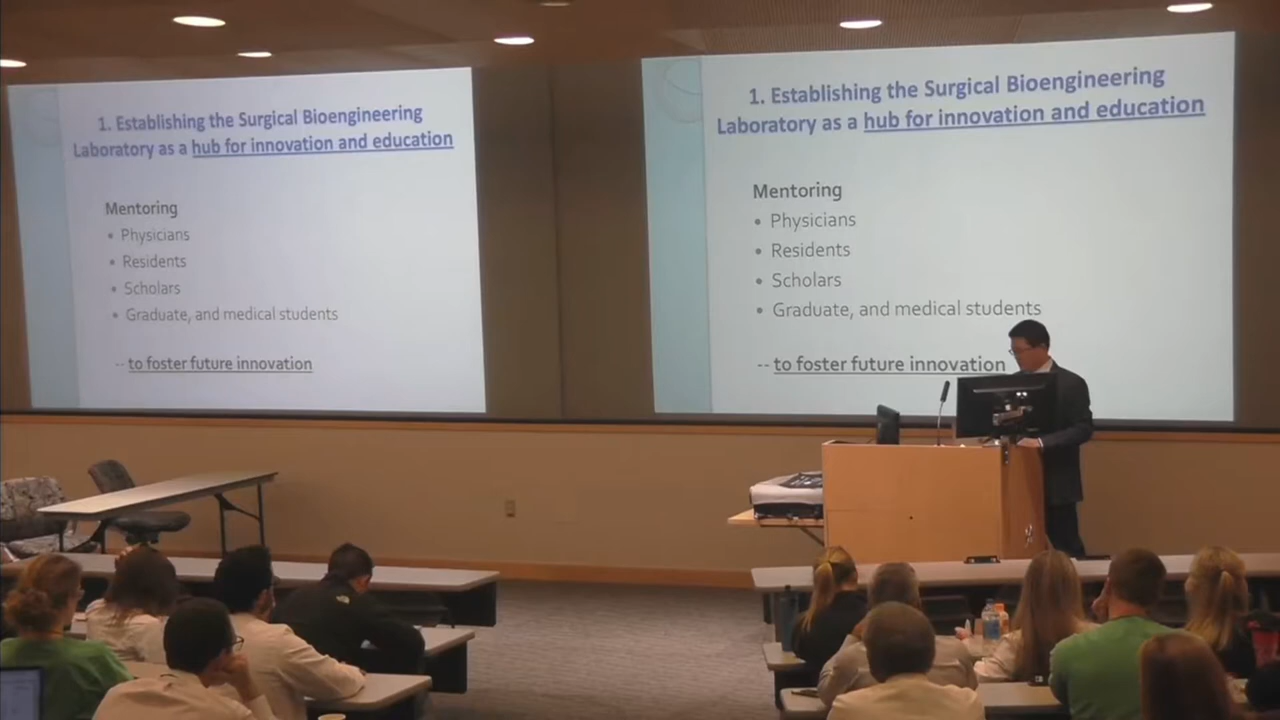 1. Establishing the Surgical Bioengineering
Laboratory as a hub for innovation and education
Mentoring
• Physicians
• Residents
• Scholars
• Graduate, and medical students
-- to foster future innovation
1. Establishing the Surgical Bioengineering
Laboratory as a hub for innovation and education
Mentoring
• Physicians
• Residents
• Scholars
• Graduate, and medical students
-- to foster future innovation